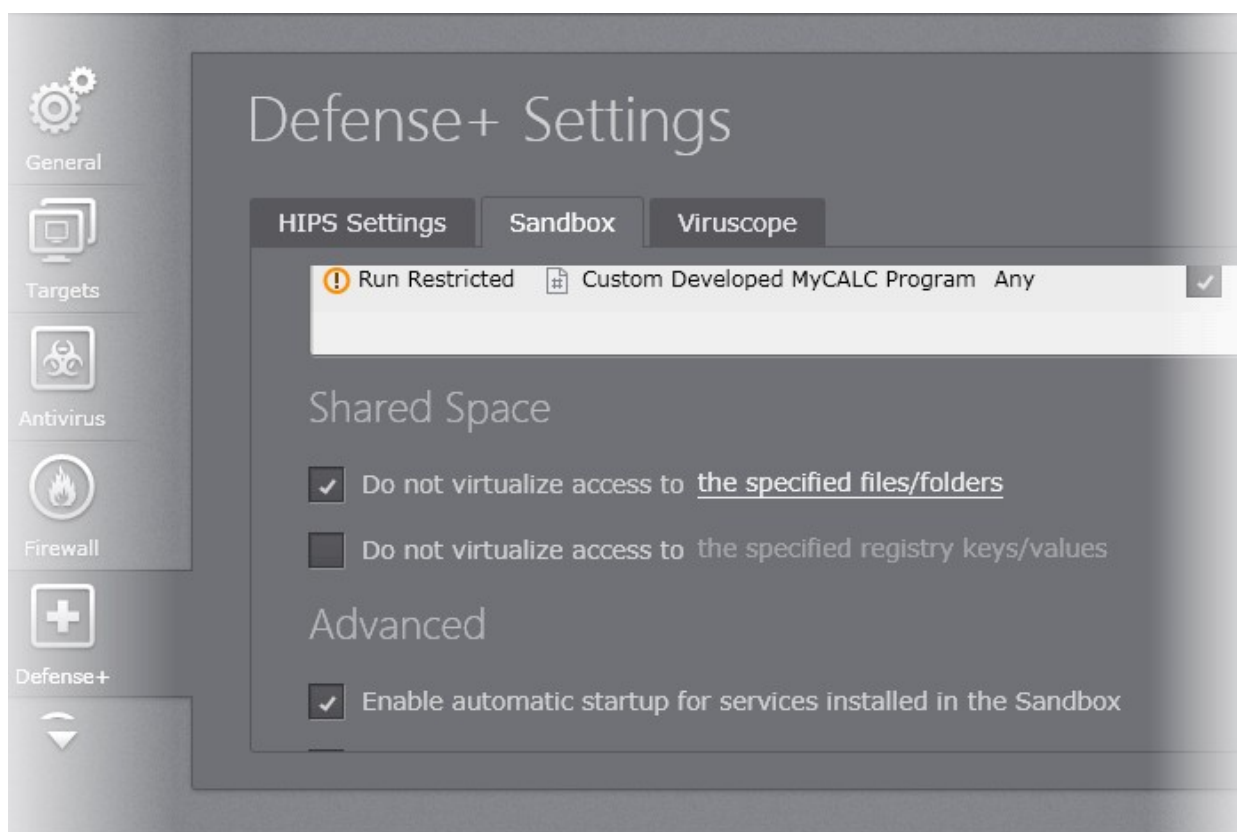 General
Targets
Antivirus
Firewall
Defense+
Defense+ Settings
HIPS Settings Sandbox Viruscope
Run Restricted Custom Developed MyCALC Program Any
Shared Space
Do not virtualize access to the specified files/folders
Do not virtualize access to the specified registry keys/values
Advanced
Enable automatic startup for services installed in the Sandbox